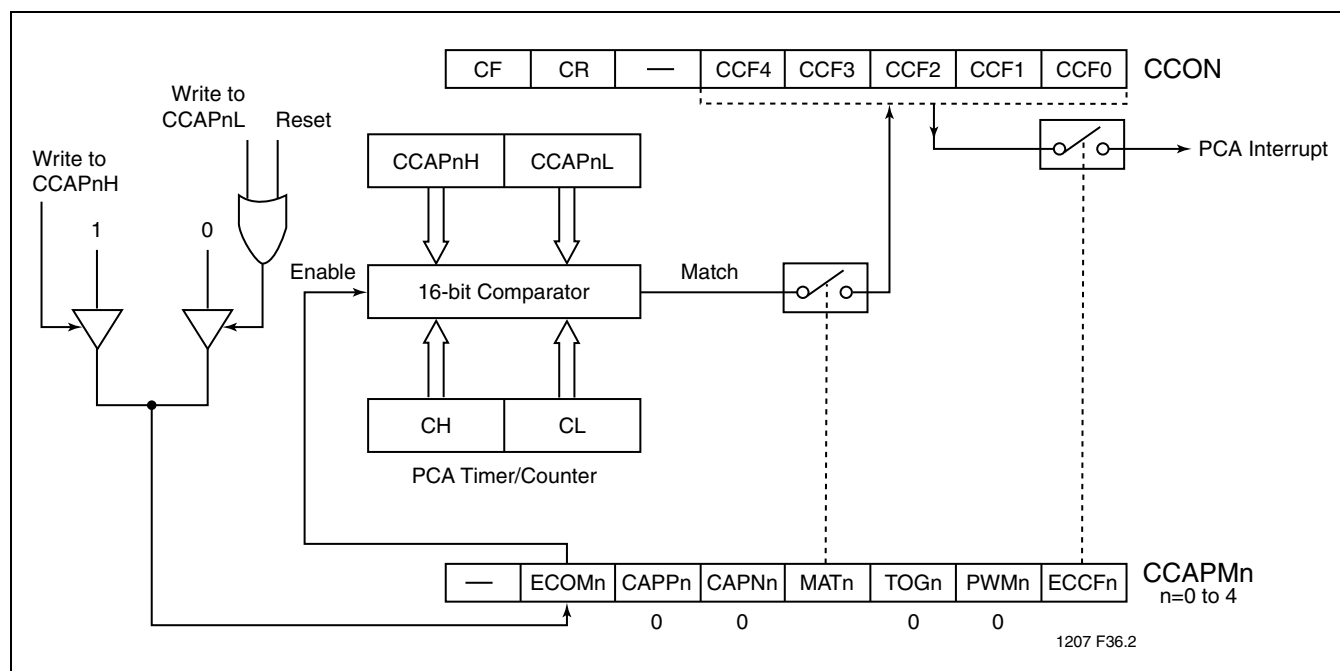 CF CR — CCF4 CCF3 CCF2 CCF1 CCF0 CCON
Write to
CCAPnL
Reset
Write to
CCAPnH
PCA Interrupt
CCAPnH CCAPnL
1 0
Enable
16-bit Comparator
Match
CH CL
PCA Timer/Counter
— ECOMn CAPPn CAPNn MATn TOGn PWMn ECCFn CCAPMn
n=0 to 4
0 0 0 0
1207 F36.2